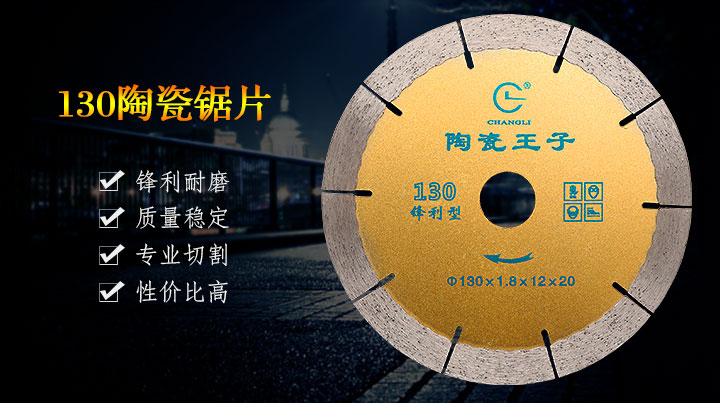 130陶瓷锯片
锋利耐磨
质量稳定
专业切割
性价比高
®
CHANGLI
陶瓷王子
130
锋利型
Φ130×1.8×12×20